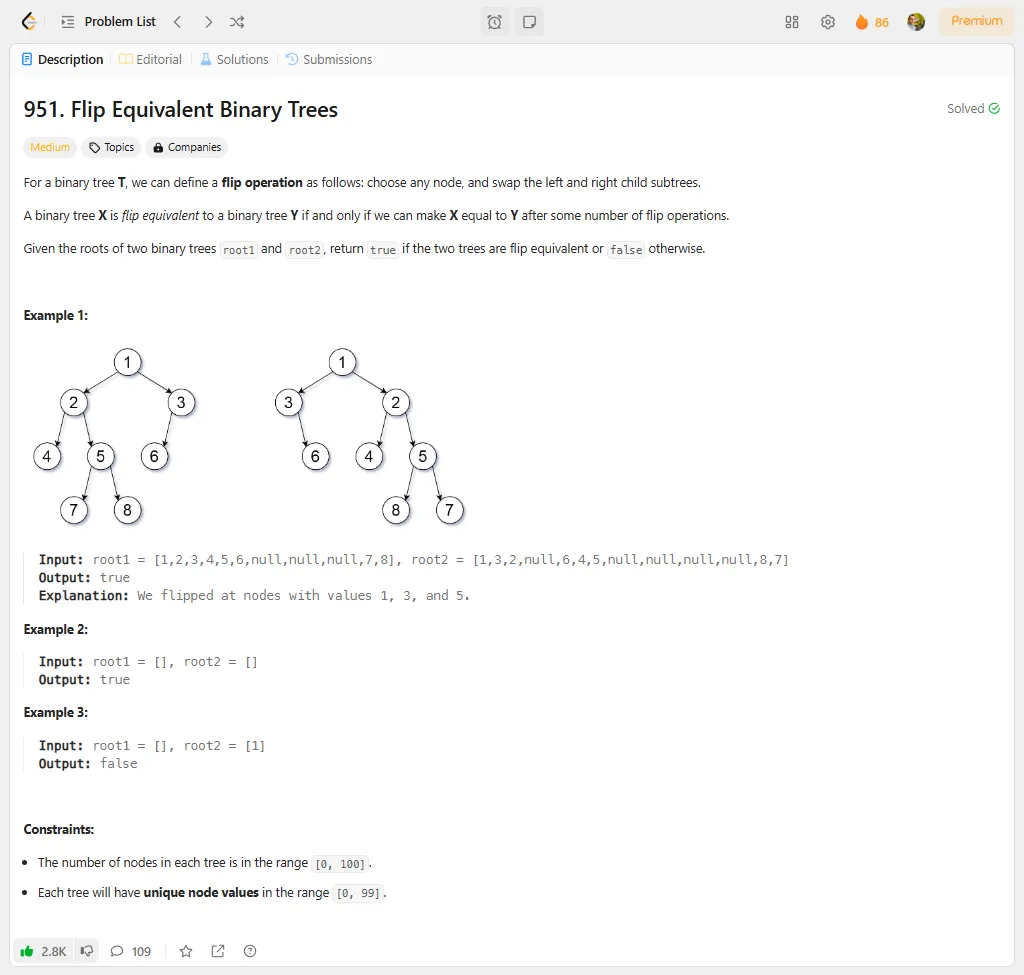 Problem List
86
Premium
Description
Editorial
Solutions
Submissions
951. Flip Equivalent Binary Trees
Solved
Medium
Topics
Companies
For a binary tree T, we can define a flip operation as follows: choose any node, and swap the left and right child subtrees.
A binary tree X is flip equivalent to a binary tree Y if and only if we can make X equal to Y after some number of flip operations.
Given the roots of two binary trees root1 and root2, return true if the two trees are flip equivalent or false otherwise.
Example 1:
1 1
2 3 3 2
4 5 6 6 4 5
7 8 8 7
Input: root1 = [1,2,3,4,5,6,null,null,null,7,8], root2 = [1,3,2,null,6,4,5,null,null,null,null,8,7]
Output: true
Explanation: We flipped at nodes with values 1, 3, and 5.
Example 2:
Input: root1 = [], root2 = []
Output: true
Example 3:
Input: root1 = [], root2 = [1]
Output: false
Constraints:
The number of nodes in each tree is in the range [0, 100].
Each tree will have unique node values in the range [0, 99].
2.8K
109